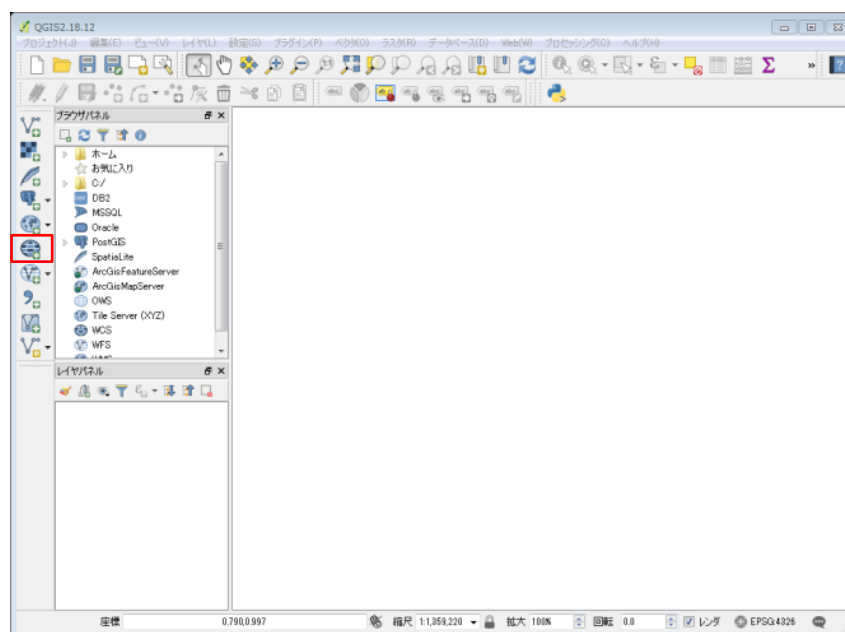 QGIS2.18.12
プロジェクト(J) 編集(E) ビュー(V) レイヤ(L) 設定(S) プラグイン(P) ベクタ(O) ラスタ(R) データベース(D) Web(W) プロセッシング(C) ヘルプ(H)
ブラウザパネル
ホーム
お気に入り
C:/
DB2
MSSQL
Oracle
PostGIS
SpatiaLite
ArcGisFeatureServer
ArcGisMapServer
OWS
Tile Server (XYZ)
WCS
WFS
レイヤパネル
座標 0.790,0.997 縮尺 1:1,359,220 拡大 100% 回転 0.0 レンダ EPSG:4326